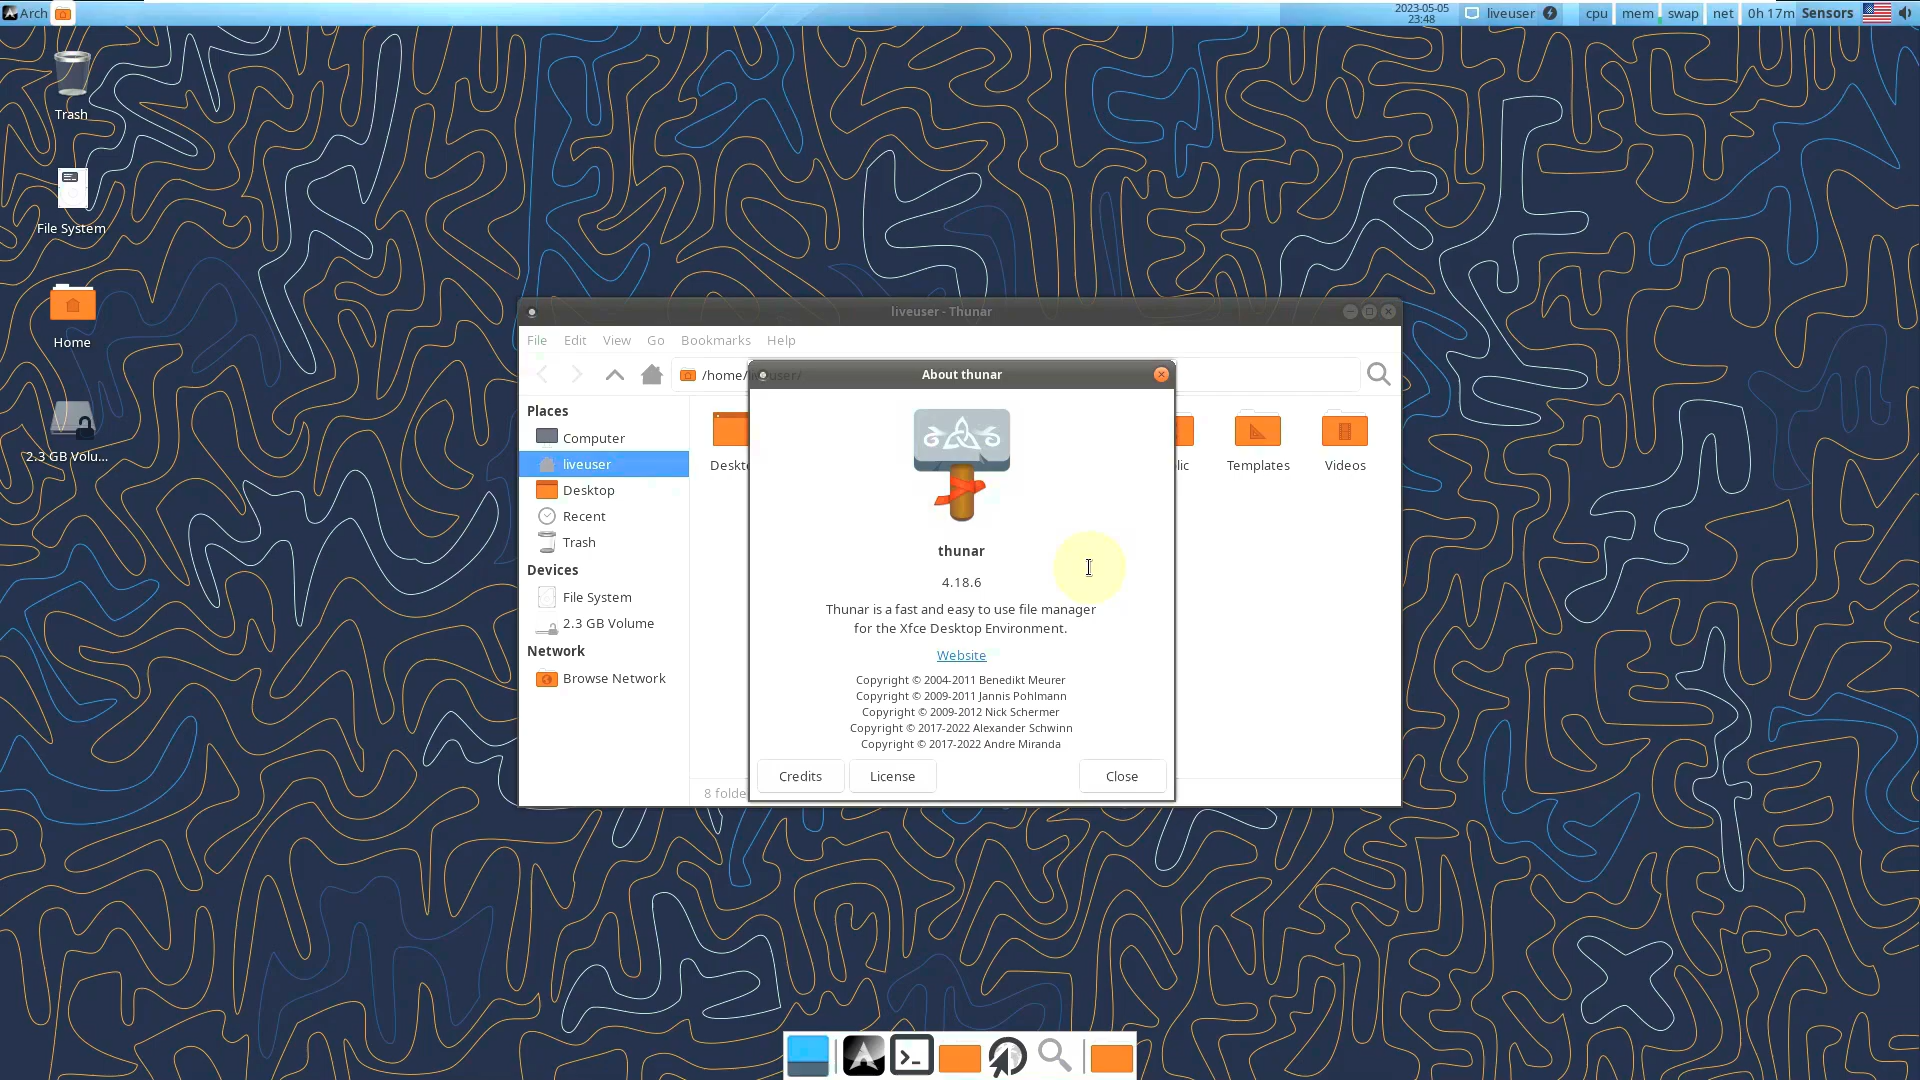 Arch
2023-05-05
23:48
liveuser
cpu
mem
swap
net
0h 17m
Sensors
Trash
File System
Home
2.3 GB Volu...
liveuser - Thunar
File
Edit
View
Go
Bookmarks
Help
/home/liveuser/
Places
Computer
liveuser
Desktop
Recent
Trash
Devices
File System
2.3 GB Volume
Network
Browse Network
Deskto
lic
Templates
Videos
8 folde
About thunar
thunar
4.18.6
Thunar is a fast and easy to use file manager
for the Xfce Desktop Environment.
Website
Copyright © 2004-2011 Benedikt Meurer
Copyright © 2009-2011 Jannis Pohlmann
Copyright © 2009-2012 Nick Schermer
Copyright © 2017-2022 Alexander Schwinn
Copyright © 2017-2022 Andre Miranda
Credits
License
Close